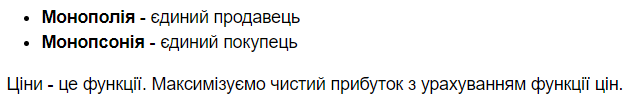 • Монополія - єдиний продавець
• Монопсонія - єдиний покупець
Ціни - це функції. Максимізуємо чистий прибуток з урахуванням функції цін.